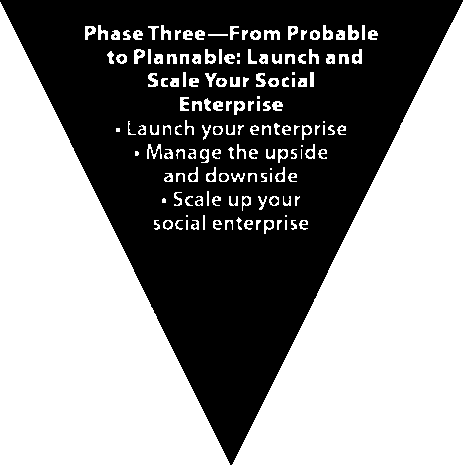 Phase Three—From Probable
to Plannable: Launch and
Scale Your Social
Enterprise
• Launch your enterprise
• Manage the upside
and downside
• Scale up your
social enterprise